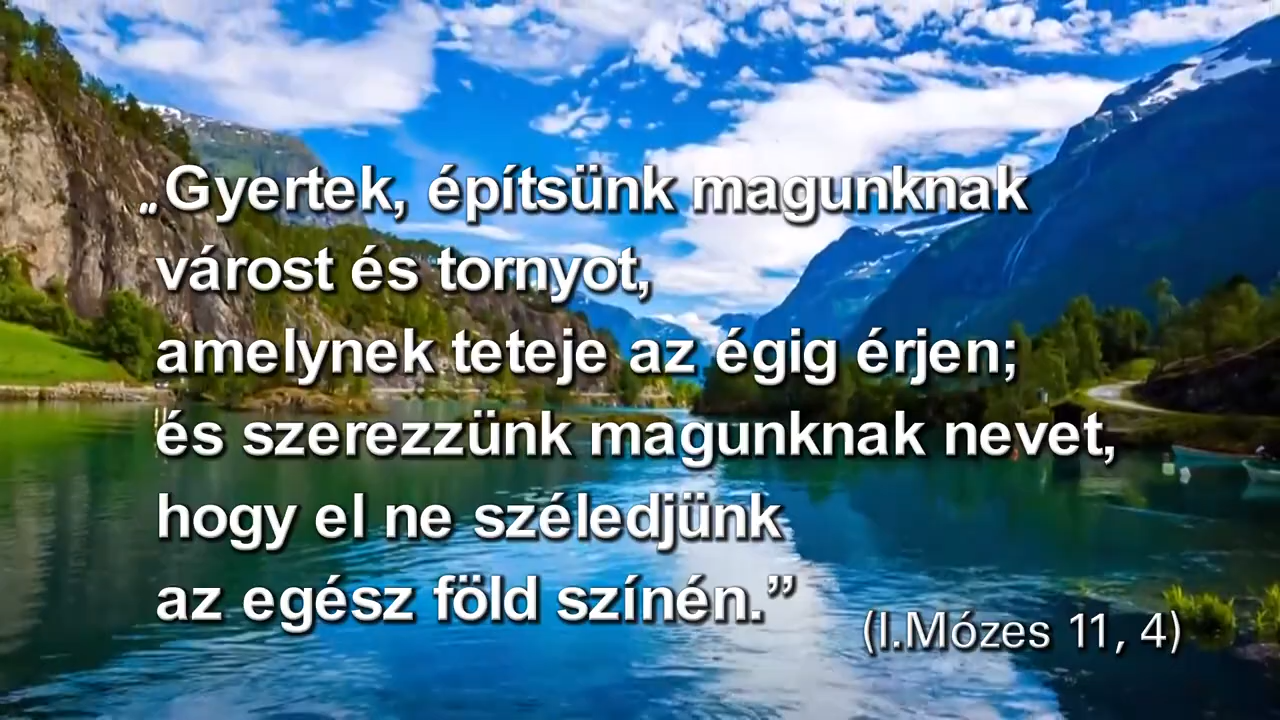 „Gyertek, építsünk magunknak
várost és tornyot,
amelynek teteje az égig érjen;
és szerezzünk magunknak nevet,
hogy el ne széledjünk
az egész föld színén.”
(I.Mózes 11, 4)